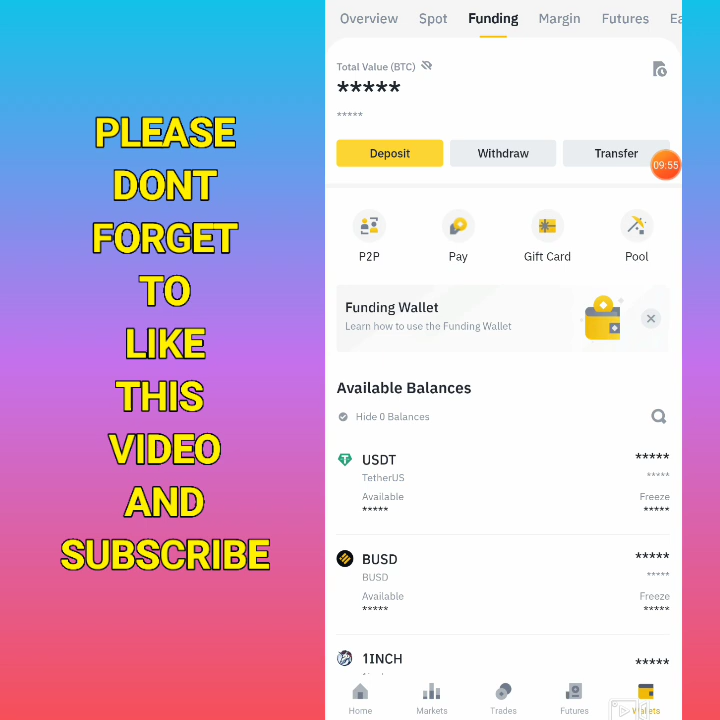 PLEASE
DONT
FORGET
TO
LIKE
THIS
VIDEO
AND
SUBSCRIBE
Overview Spot Funding Margin Futures Ea
Total Value (BTC)
*****
*****
Deposit Withdraw Transfer
09:55
P2P Pay Gift Card Pool
Funding Wallet
Learn how to use the Funding Wallet
Available Balances
Hide 0 Balances
USDT *****
TetherUS *****
Available Freeze
***** *****
BUSD *****
BUSD *****
Available Freeze
***** *****
1INCH *****
Home Markets Trades Futures Wallets